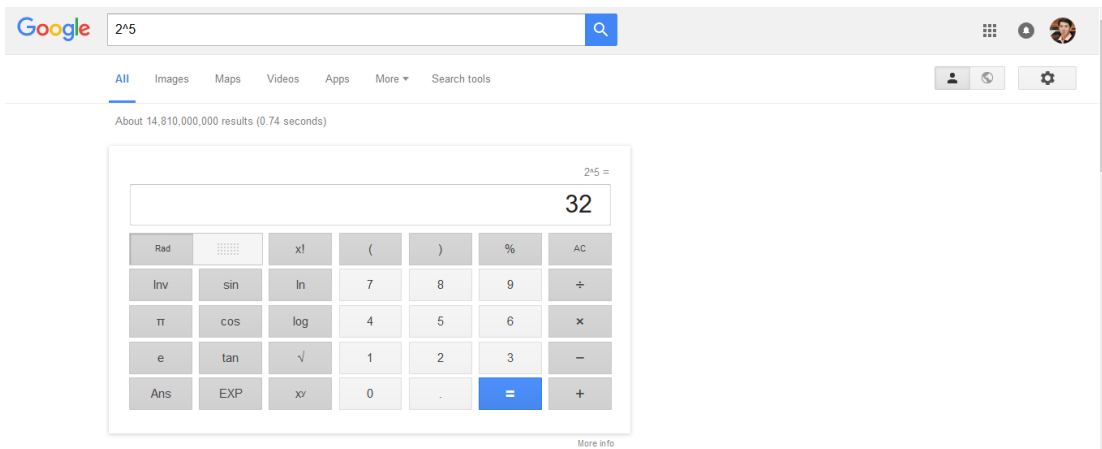 Google 2^5
All Images Maps Videos Apps More Search tools
About 14,810,000,000 results (0.74 seconds)
2^5 =
32
Rad x! ( ) % AC
Inv sin ln 7 8 9 ÷
π cos log 4 5 6 ×
e tan √ 1 2 3 −
Ans EXP xʸ 0 . = +
More info